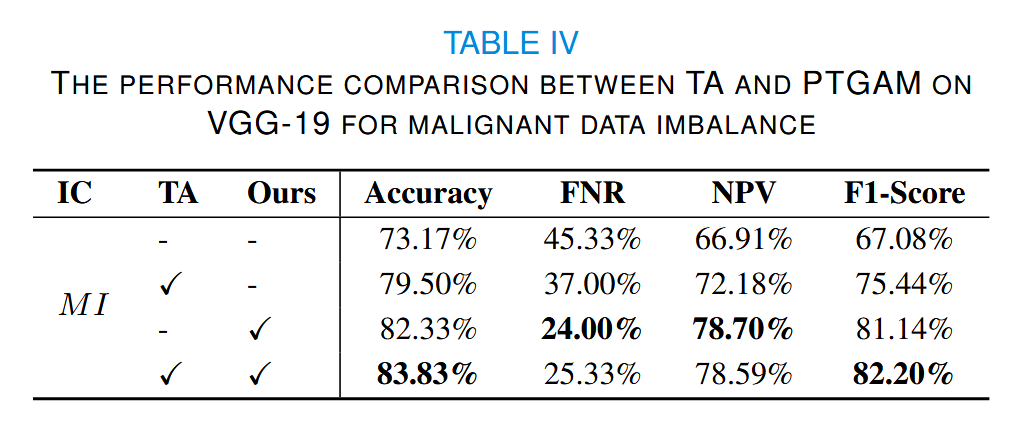 TABLE IV
THE PERFORMANCE COMPARISON BETWEEN TA AND PTGAM ON
VGG-19 FOR MALIGNANT DATA IMBALANCE
IC TA Ours Accuracy FNR NPV F1-Score
- - 73.17% 45.33% 66.91% 67.08%
✓ - 79.50% 37.00% 72.18% 75.44%
MI
- ✓ 82.33% 24.00% 78.70% 81.14%
✓ ✓ 83.83% 25.33% 78.59% 82.20%